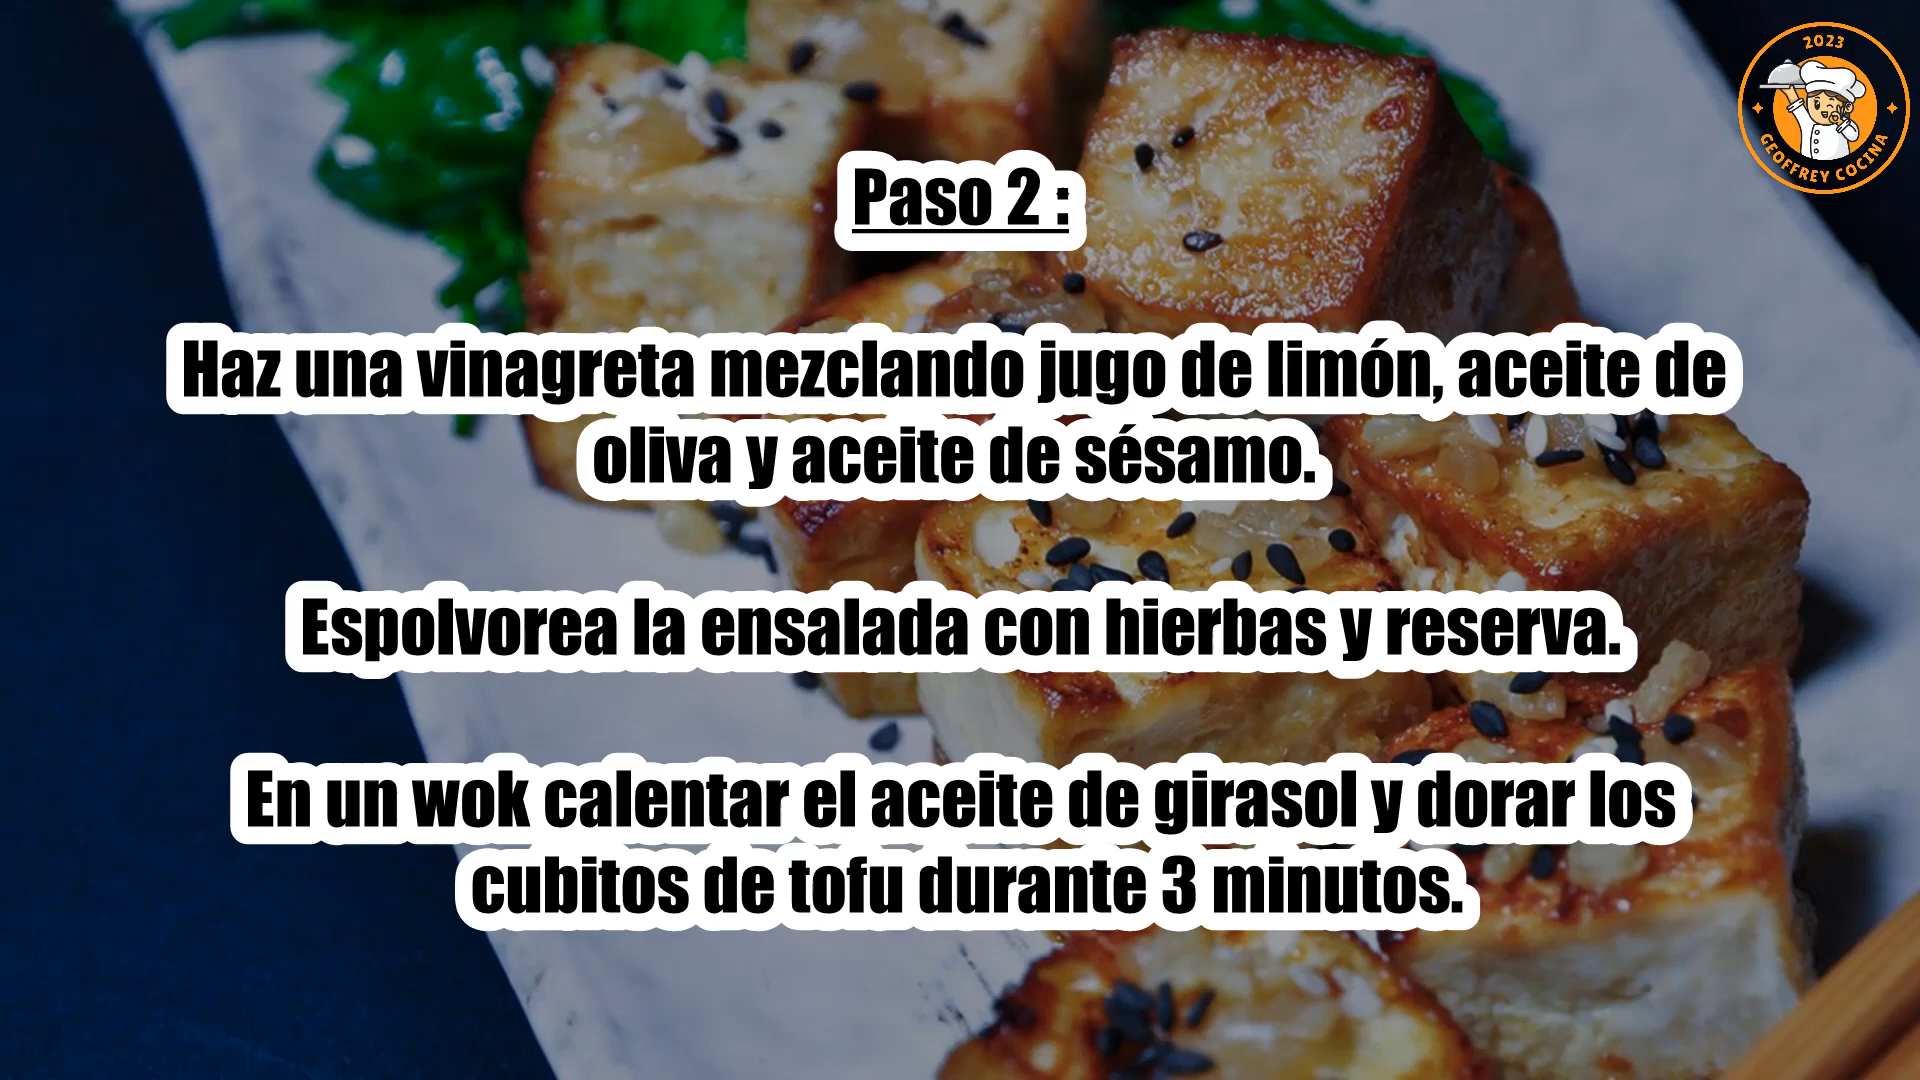 2023
GEOFFREY COCINA
Paso 2 :
Haz una vinagreta mezclando jugo de limón, aceite de
oliva y aceite de sésamo.
Espolvorea la ensalada con hierbas y reserva.
En un wok calentar el aceite de girasol y dorar los
cubitos de tofu durante 3 minutos.